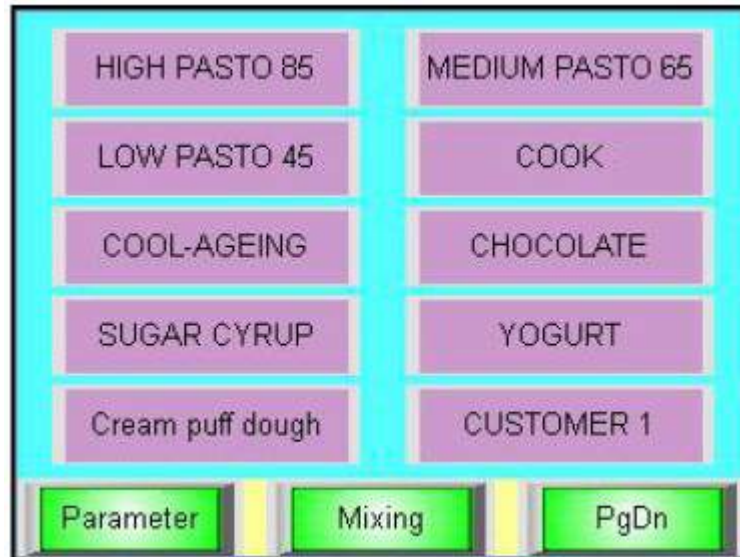 HIGH PASTO 85
MEDIUM PASTO 65
LOW PASTO 45
COOK
COOL-AGEING
CHOCOLATE
SUGAR CYRUP
YOGURT
Cream puff dough
CUSTOMER 1
Parameter
Mixing
PgDn